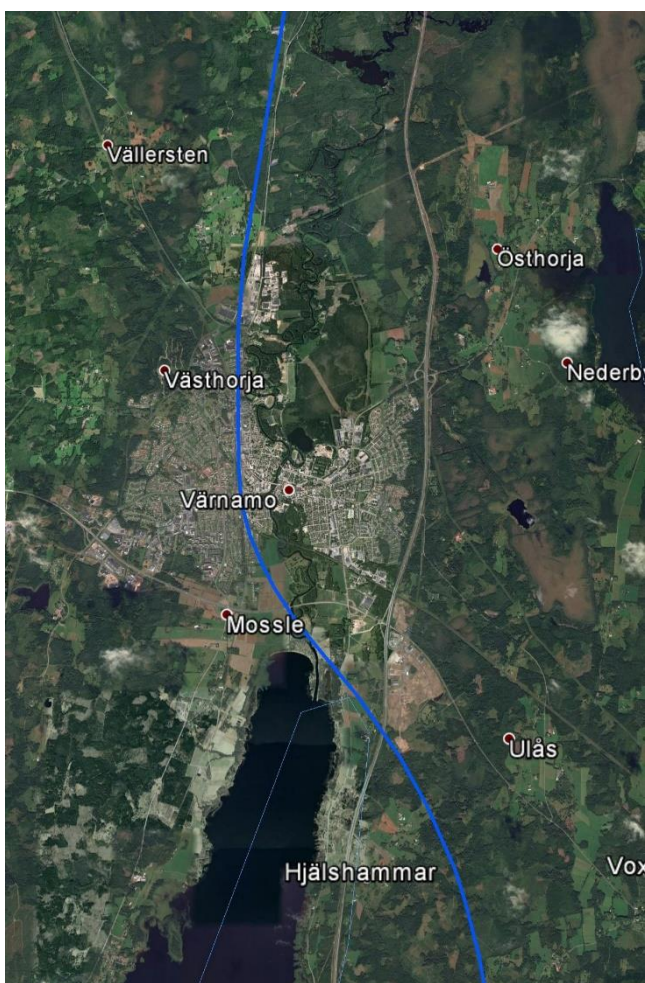 Vällersten
Östhorja
Nederby
Västhorja
Värnamo
Mossle
Ulås
Hjälshammar
Vox